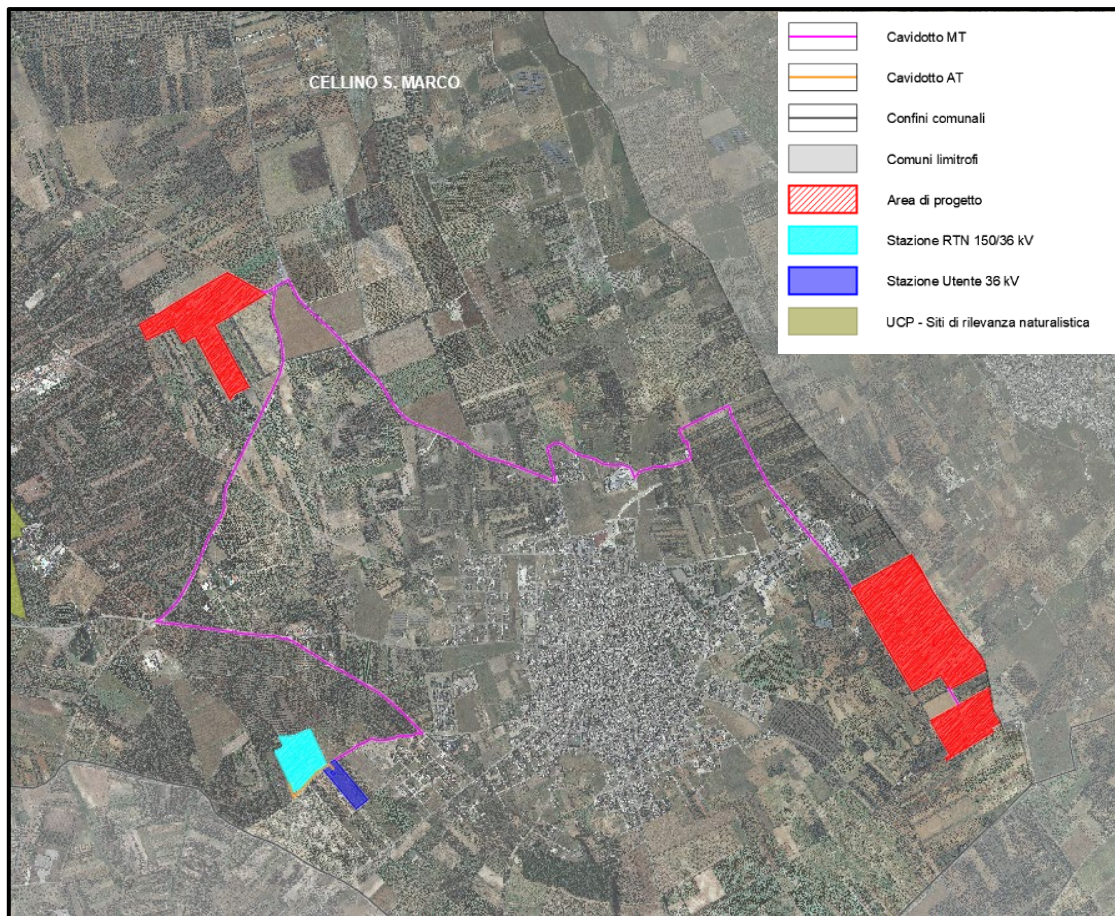 CELLINO S. MARCO
Cavidotto MT
Cavidotto AT
Confini comunali
Comuni limitrofi
Area di progetto
Stazione RTN 150/36 kV
Stazione Utente 36 kV
UCP - Siti di rilevanza naturalistica